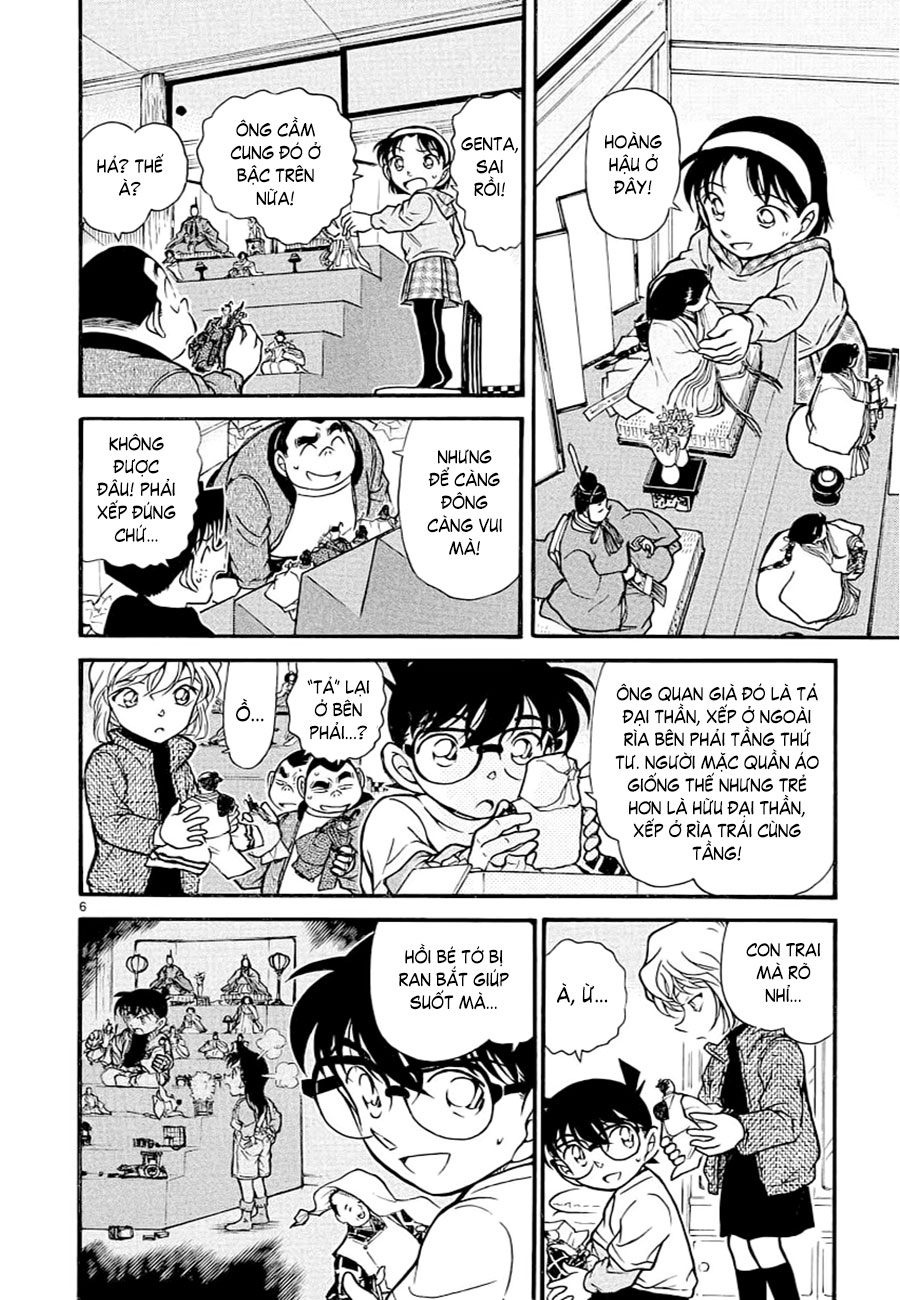 HOÀNG
HẬU Ở
ĐÂY!
GENTA,
SAI
RỒI!
ÔNG CẦM
CUNG ĐÓ Ở
BẬC TRÊN
NỮA!
HẢ? THẾ
À?
NHƯNG
ĐỂ CÀNG
ĐÔNG
CÀNG VUI
MÀ!
KHÔNG
ĐƯỢC
ĐÂU! PHẢI
XẾP ĐÚNG
CHỨ...
ÔNG QUAN GIÀ ĐÓ LÀ TẢ
ĐẠI THẦN, XẾP Ở NGOÀI
RÌA BÊN PHẢI TẦNG THỨ
TƯ. NGƯỜI MẶC QUẦN ÁO
GIỐNG THẾ NHƯNG TRẺ
HƠN LÀ HỮU ĐẠI THẦN,
XẾP Ở RÌA TRÁI CÙNG
TẦNG!
"TẢ" LẠI
Ở BÊN
PHẢI...?
Ồ...
6
CON TRAI
MÀ RÕ
NHỈ...
À, Ừ...
HỒI BÉ TỚ BỊ
RAN BẮT GIÚP
SUỐT MÀ...